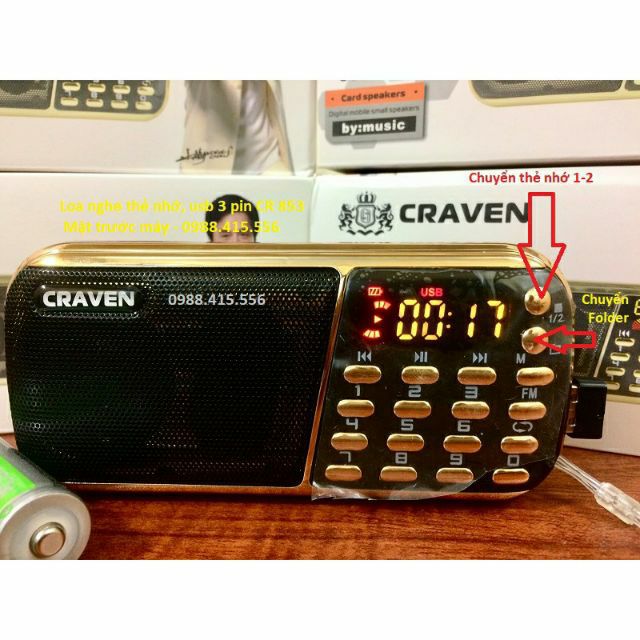 Card speakers
Digital mobile small speakers
by:music
Chuyển thẻ nhớ 1-2
Loa nghe thẻ nhớ, usb 3 pin CR 853
Mặt trước máy - 0988.415.556
CRAVEN
CRAVEN
0988.415.556
USB
00:17
Chuyển
Folder
1/2
M
1 2 3 FM
4 5 6
7 8 9 0